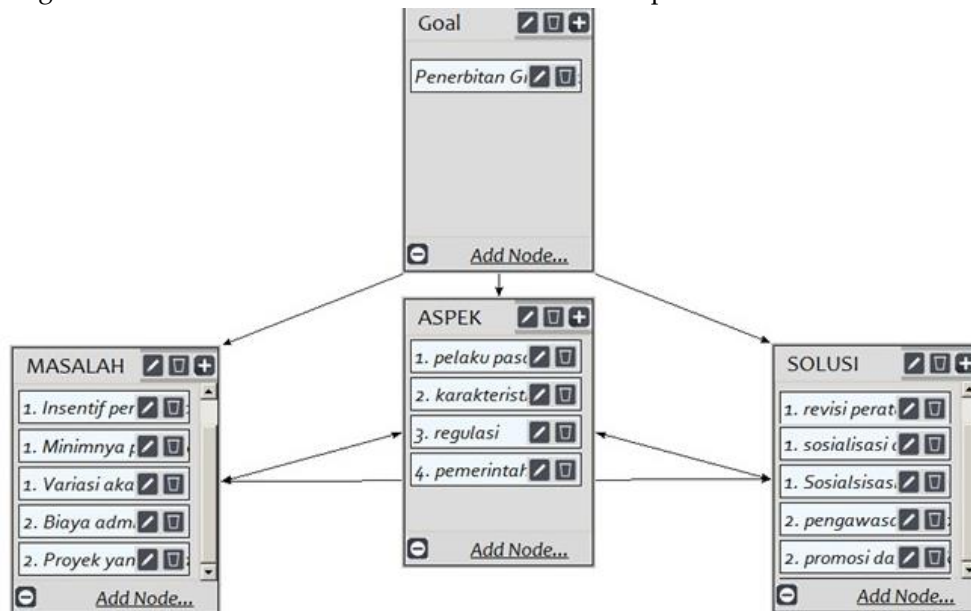 Goal
Penerbitan Gr
Add Node...
ASPEK
1. pelaku pas
2. karakterist
3. regulasi
4. pemerintah
Add Node...
MASALAH
1. Insentif per
1. Minimnya p
1. Variasi aka
2. Biaya adm
2. Proyek yan
Add Node...
SOLUSI
1. revisi perat
1. sosialisasi
1. Sosialsisas
2. pengawasa
2. promosi da
Add Node...